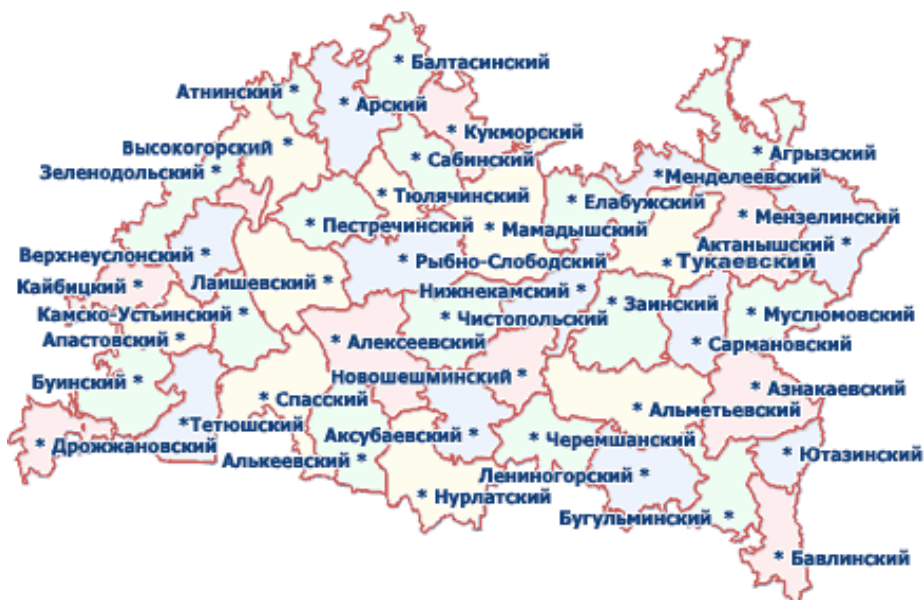 * Балтасинский
Атнинский *
* Арский
* Кукморский
Высокогорский *
* Агрызский
* Сабинский
Зеленодольский *
* Менделеевский
* Тюлячинский
* Елабужский
* Мензелинский
* Пестречинский
* Мамадышский
Актанышский *
Верхнеуслонский *
* Рыбно-Слободский
* Тукаевский
Кайбицкий *
Лаишевский *
Нижнекамский *
* Заинский
Камско-Устьинский *
* Чистопольский
* Муслюмовский
Апастовский *
* Алексеевский
* Сармановский
Буинский *
Новошешминский *
* Азнакаевский
* Спасский
* Альметьевский
*Тетюшский
* Дрожжановский
Аксубаевский *
* Черемшанский
* Ютазинский
Алькеевский *
Лениногорский *
* Нурлатский
Бугульминский *
* Бавлинский